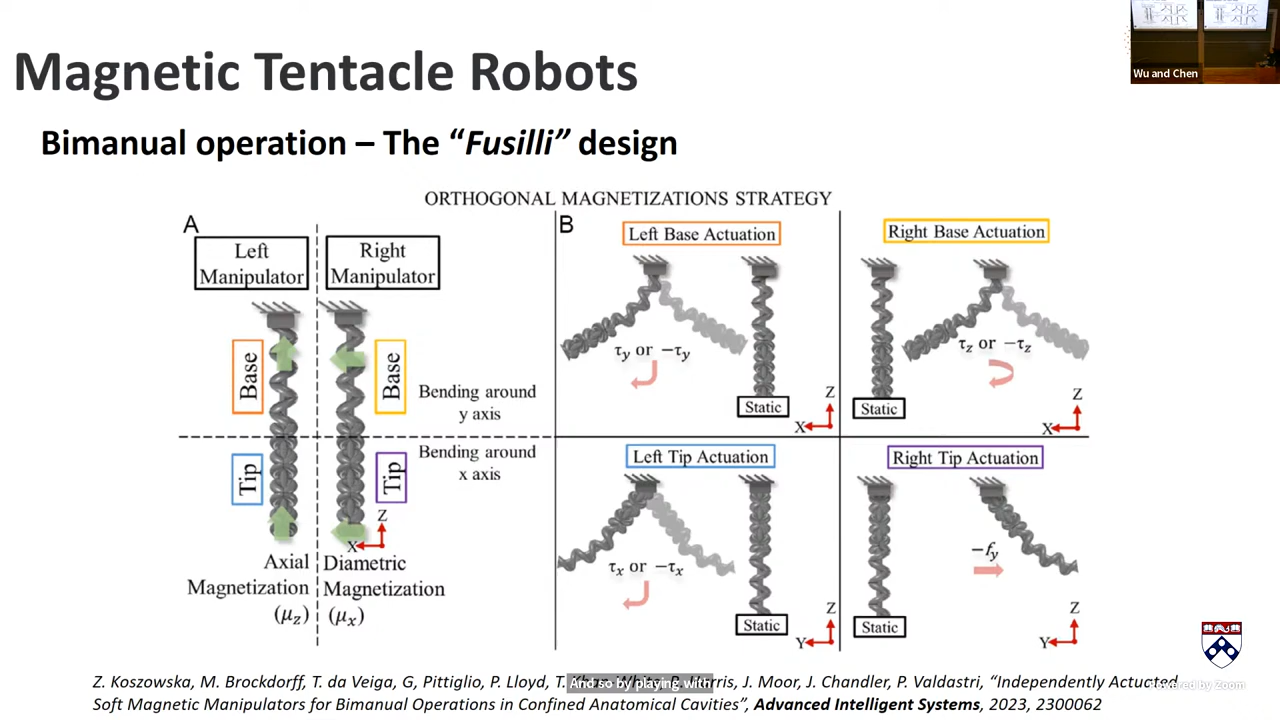 Magnetic Tentacle Robots
Wu and Chen
Bimanual operation – The “Fusilli” design
ORTHOGONAL MAGNETIZATIONS STRATEGY
A
Left
Manipulator
Right
Manipulator
Base
Base
Bending around
y axis
Tip
Tip
Bending around
x axis
Z
X
Axial
Magnetization
(μz)
Diametric
Magnetization
(μx)
B
Left Base Actuation
τy or −τy
Static
Z
X
Right Base Actuation
τz or −τz
Static
Z
X
Left Tip Actuation
τx or −τx
Static
Z
Y
Right Tip Actuation
−fy
Static
Z
Y
Z. Koszowska, M. Brockdorff, T. da Veiga, G, Pittiglio, P. Lloyd, T. Harris, J. Moor, J. Chandler, P. Valdastri, “Independently Actuated
And so by playing with
Powered by Zoom
Soft Magnetic Manipulators for Bimanual Operations in Confined Anatomical Cavities”, Advanced Intelligent Systems, 2023, 2300062